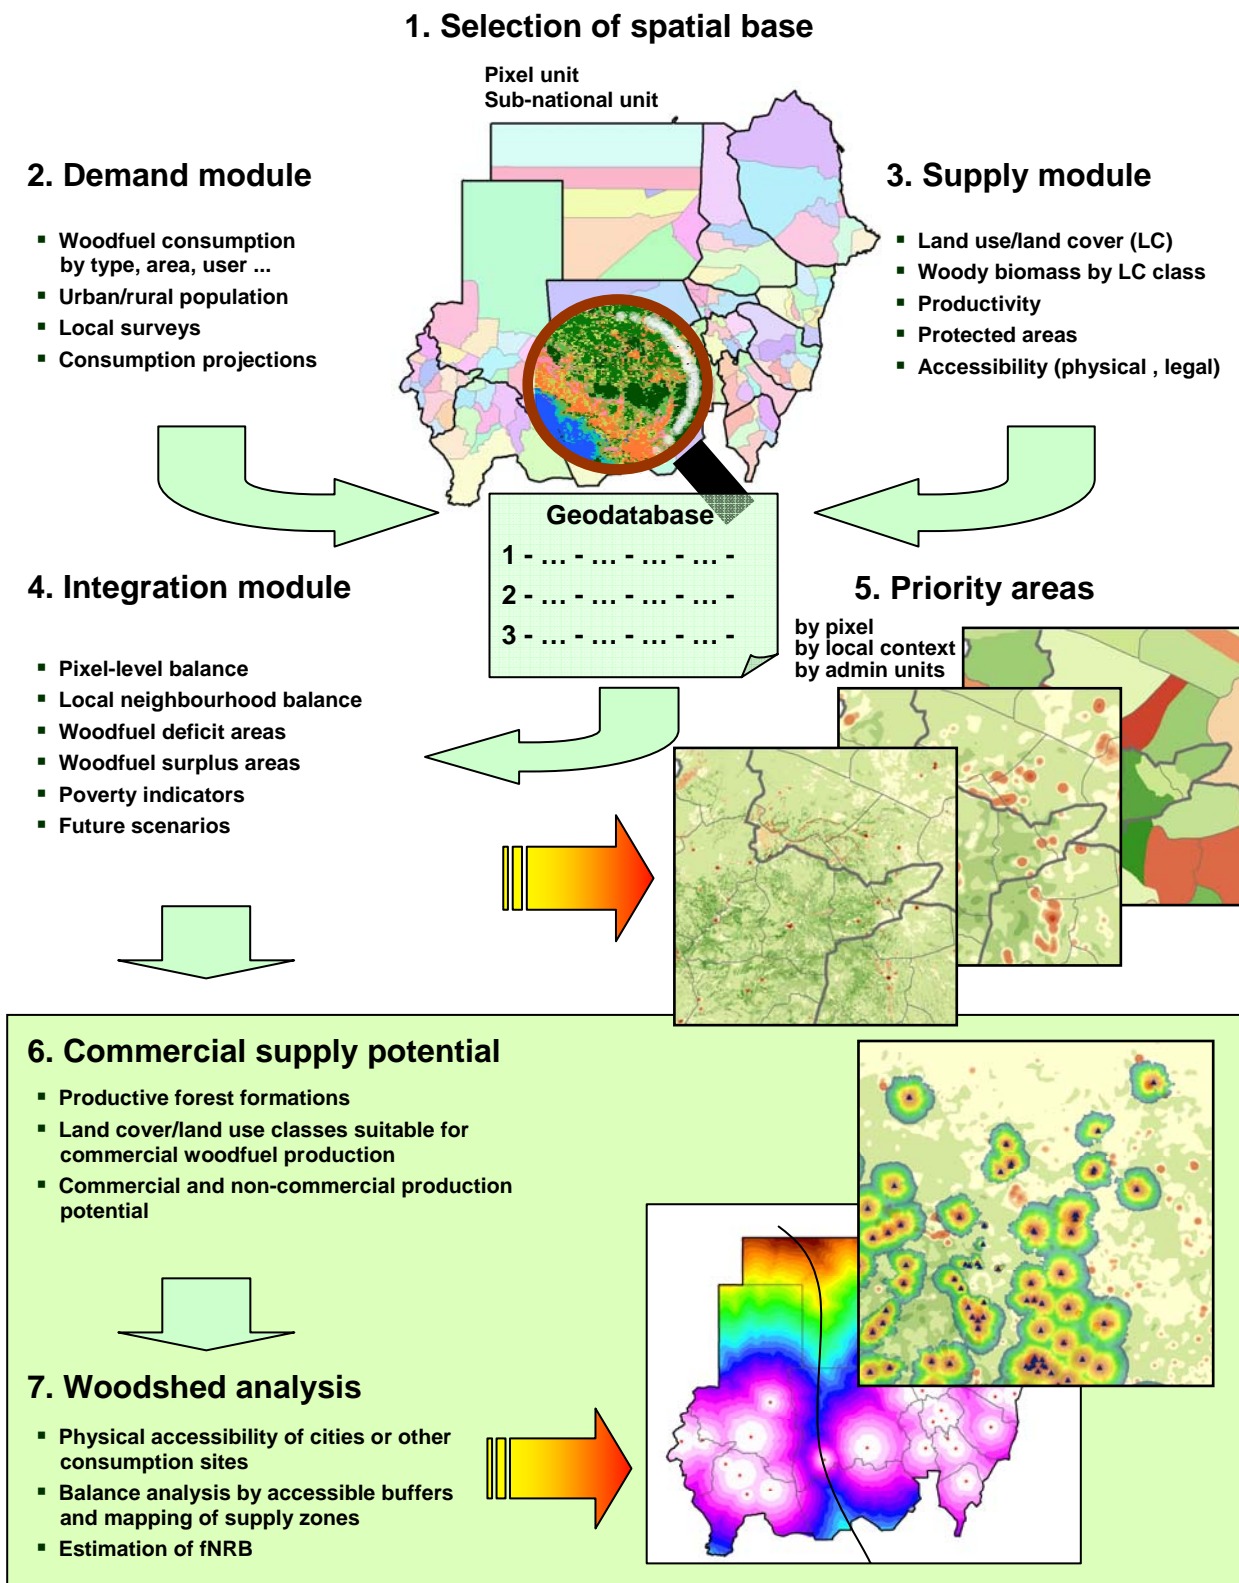 1. Selection of spatial base
Pixel unit
Sub-national unit
2. Demand module
▪ Woodfuel consumption
by type, area, user ...
▪ Urban/rural population
▪ Local surveys
▪ Consumption projections
3. Supply module
▪ Land use/land cover (LC)
▪ Woody biomass by LC class
▪ Productivity
▪ Protected areas
▪ Accessibility (physical , legal)
Geodatabase
1 - ... - ... - ... - ... -
2 - ... - ... - ... - ... -
3 - ... - ... - ... - ... -
4. Integration module
▪ Pixel-level balance
▪ Local neighbourhood balance
▪ Woodfuel deficit areas
▪ Woodfuel surplus areas
▪ Poverty indicators
▪ Future scenarios
5. Priority areas
by pixel
by local context
by admin units
6. Commercial supply potential
▪ Productive forest formations
▪ Land cover/land use classes suitable for
commercial woodfuel production
▪ Commercial and non-commercial production
potential
7. Woodshed analysis
▪ Physical accessibility of cities or other
consumption sites
▪ Balance analysis by accessible buffers
and mapping of supply zones
▪ Estimation of fNRB